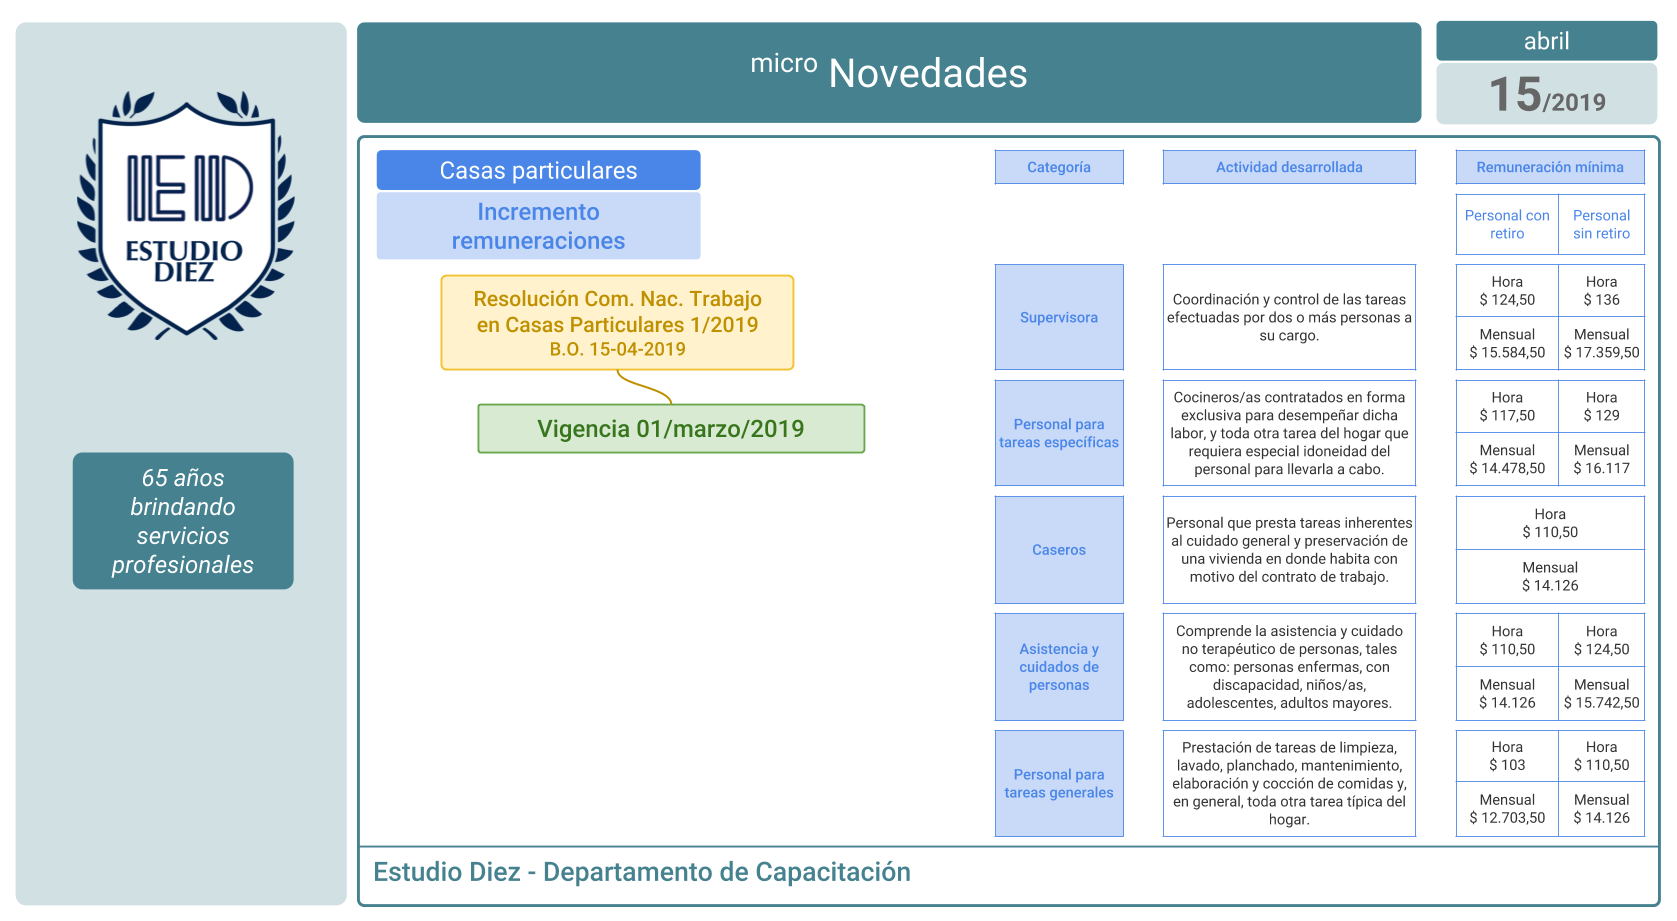 ED
ESTUDIO
DIEZ
65 años
brindando
servicios
profesionales
micro Novedades
abril
15/2019
Casas particulares
Incremento
remuneraciones
Resolución Com. Nac. Trabajo
en Casas Particulares 1/2019
B.O. 15-04-2019
Vigencia 01/marzo/2019
Categoría
Actividad desarrollada
Remuneración mínima
Personal con
retiro
Personal
sin retiro
Supervisora
Coordinación y control de las tareas
efectuadas por dos o más personas a
su cargo.
Hora
$ 124,50
Hora
$ 136
Mensual
$ 15.584,50
Mensual
$ 17.359,50
Personal para
tareas específicas
Cocineros/as contratados en forma
exclusiva para desempeñar dicha
labor, y toda otra tarea del hogar que
requiera especial idoneidad del
personal para llevarla a cabo.
Hora
$ 117,50
Hora
$ 129
Mensual
$ 14.478,50
Mensual
$ 16.117
Caseros
Personal que presta tareas inherentes
al cuidado general y preservación de
una vivienda en donde habita con
motivo del contrato de trabajo.
Hora
$ 110,50
Mensual
$ 14.126
Asistencia y
cuidados de
personas
Comprende la asistencia y cuidado
no terapéutico de personas, tales
como: personas enfermas, con
discapacidad, niños/as,
adolescentes, adultos mayores.
Hora
$ 110,50
Hora
$ 124,50
Mensual
$ 14.126
Mensual
$ 15.742,50
Personal para
tareas generales
Prestación de tareas de limpieza,
lavado, planchado, mantenimiento,
elaboración y cocción de comidas y,
en general, toda otra tarea típica del
hogar.
Hora
$ 103
Hora
$ 110,50
Mensual
$ 12.703,50
Mensual
$ 14.126
Estudio Diez - Departamento de Capacitación